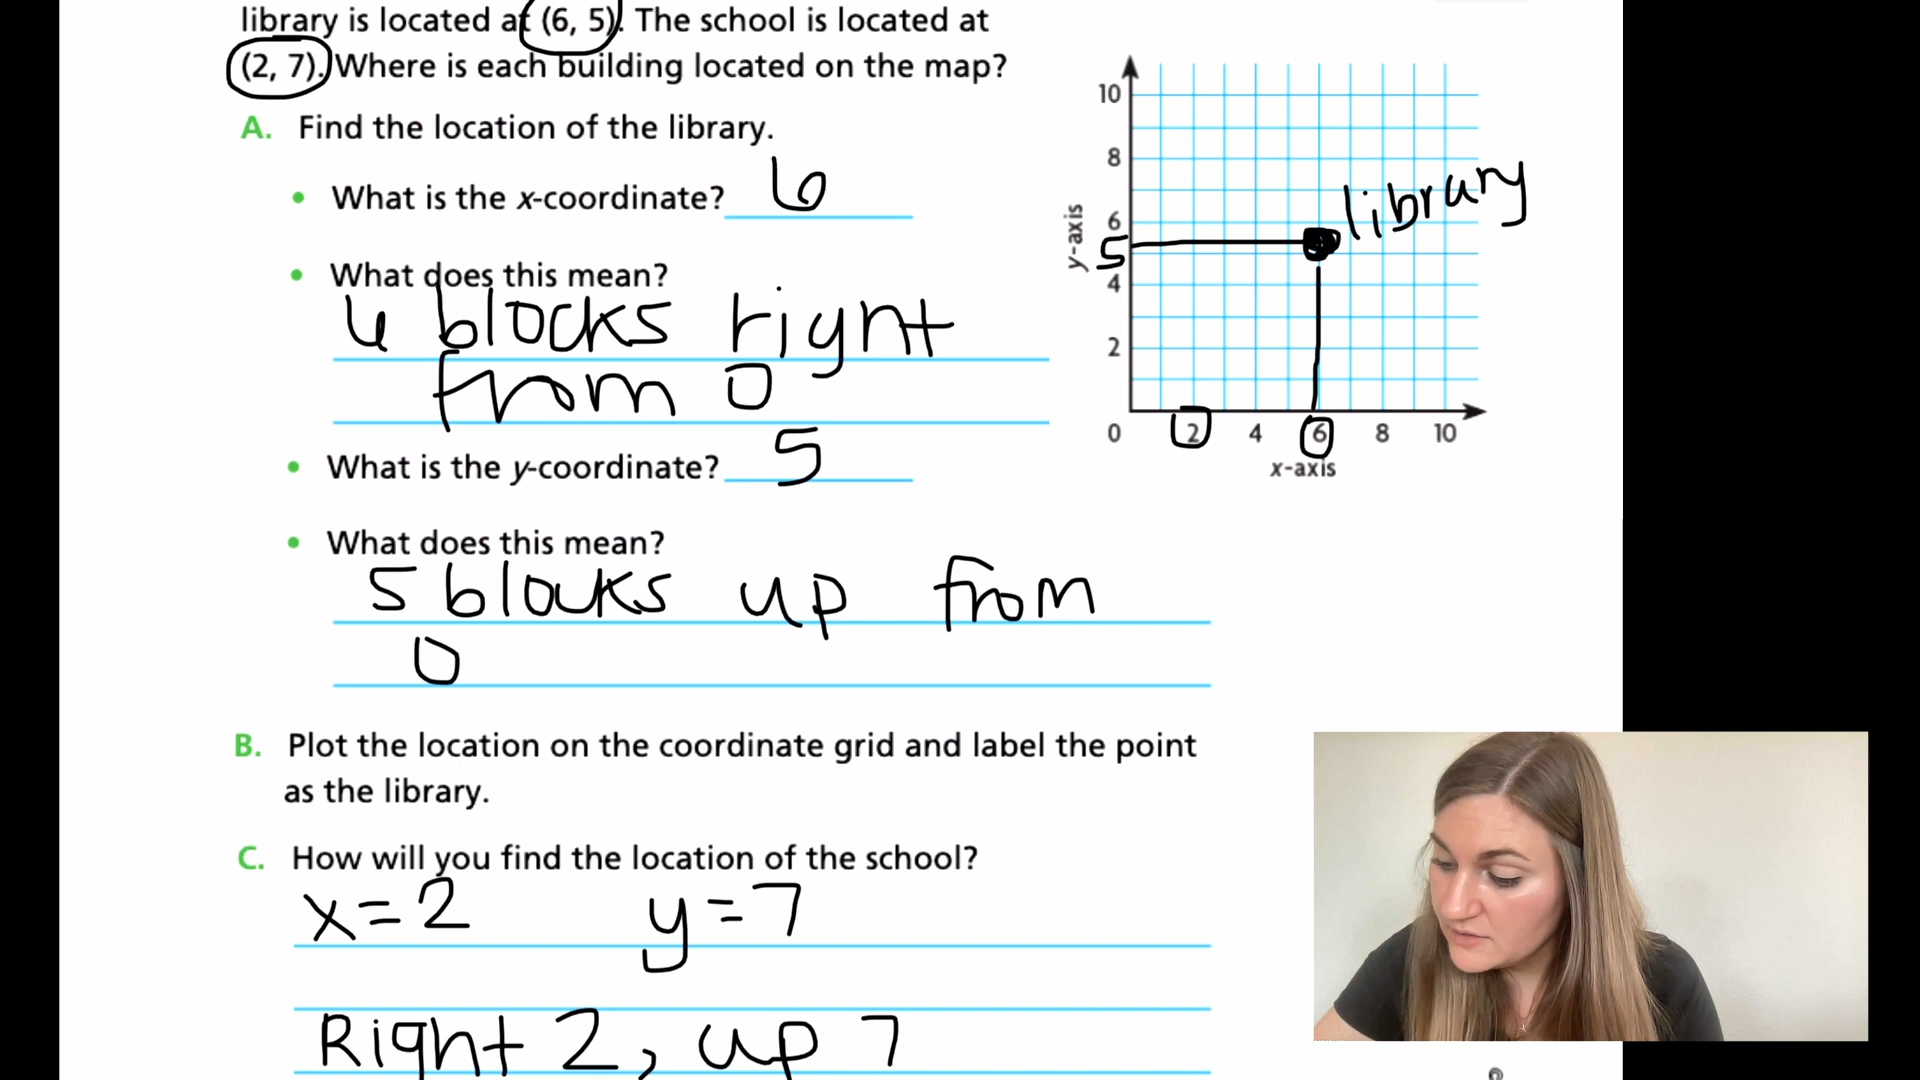 library is located at (6, 5). The school is located at
(2, 7). Where is each building located on the map?
A. Find the location of the library.
• What is the x-coordinate? 6
• What does this mean?
6 blocks right
from 0
• What is the y-coordinate? 5
• What does this mean?
5 blocks up from
0
B. Plot the location on the coordinate grid and label the point
as the library.
C. How will you find the location of the school?
x=2 y=7
Right 2, up 7
10
8
library
6
5
4
2
0 2 4 6 8 10
y-axis
x-axis